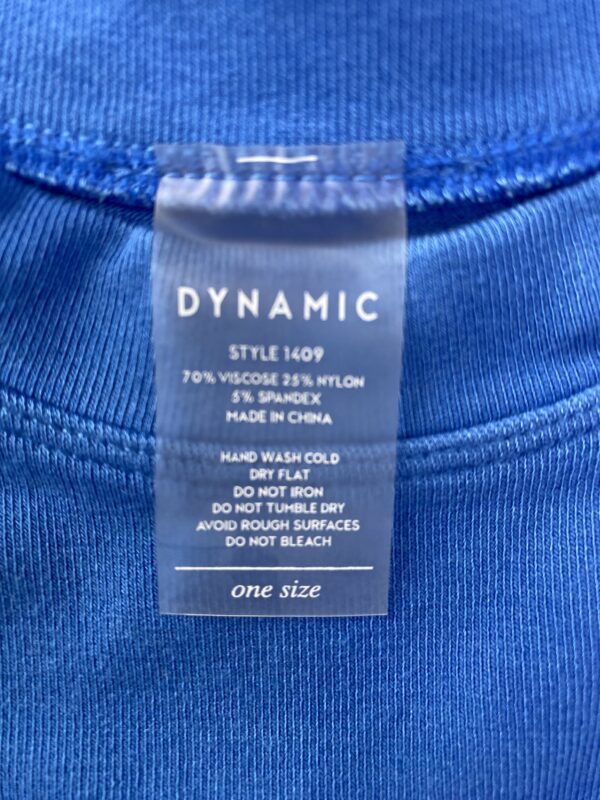 DYNAMIC
STYLE 1409
70% VISCOSE 25% NYLON
5% SPANDEX
MADE IN CHINA
HAND WASH COLD
DRY FLAT
DO NOT IRON
DO NOT TUMBLE DRY
AVOID ROUGH SURFACES
DO NOT BLEACH
one size